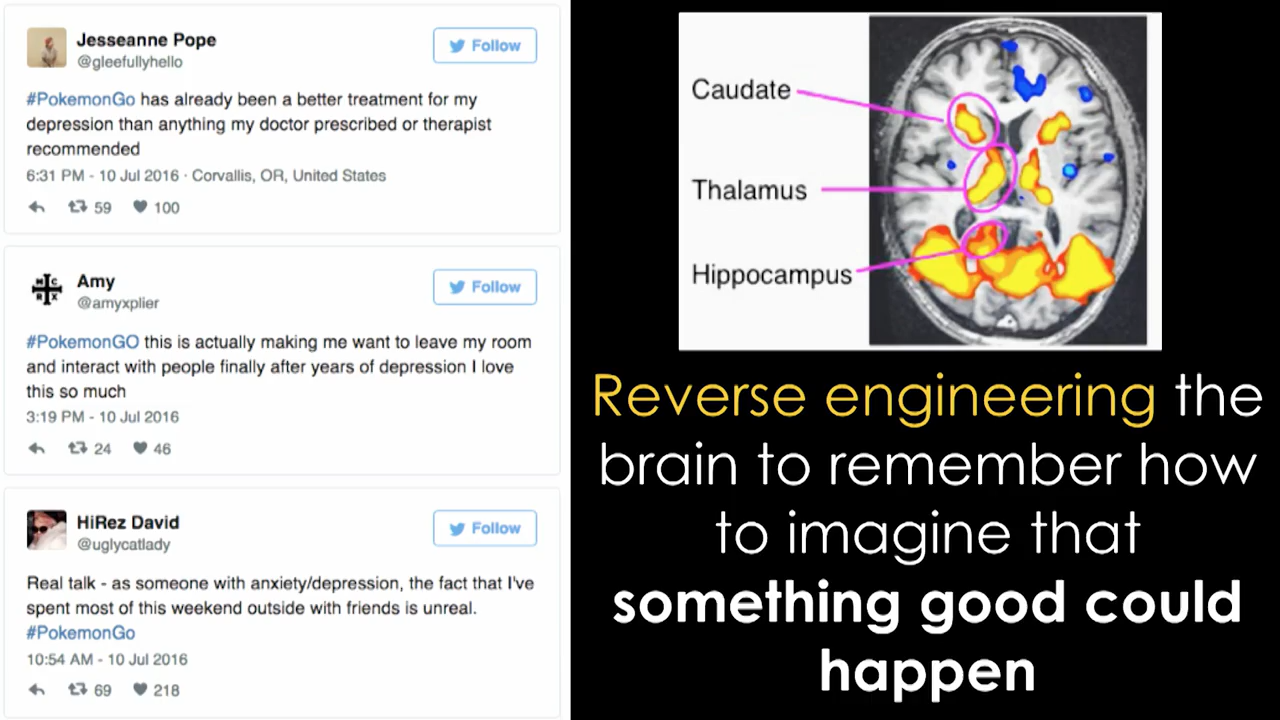 Jesseanne Pope
@gleefullyhello
Follow
#PokemonGo has already been a better treatment for my
depression than anything my doctor prescribed or therapist
recommended
6:31 PM - 10 Jul 2016 · Corvallis, OR, United States
59 100
Amy
@amyxplier
Follow
#PokemonGO this is actually making me want to leave my room
and interact with people finally after years of depression I love
this so much
3:19 PM - 10 Jul 2016
24 46
HiRez David
@uglycatlady
Follow
Real talk - as someone with anxiety/depression, the fact that I've
spent most of this weekend outside with friends is unreal.
#PokemonGo
10:54 AM - 10 Jul 2016
69 218
Caudate
Thalamus
Hippocampus
Reverse engineering the
brain to remember how
to imagine that
something good could
happen